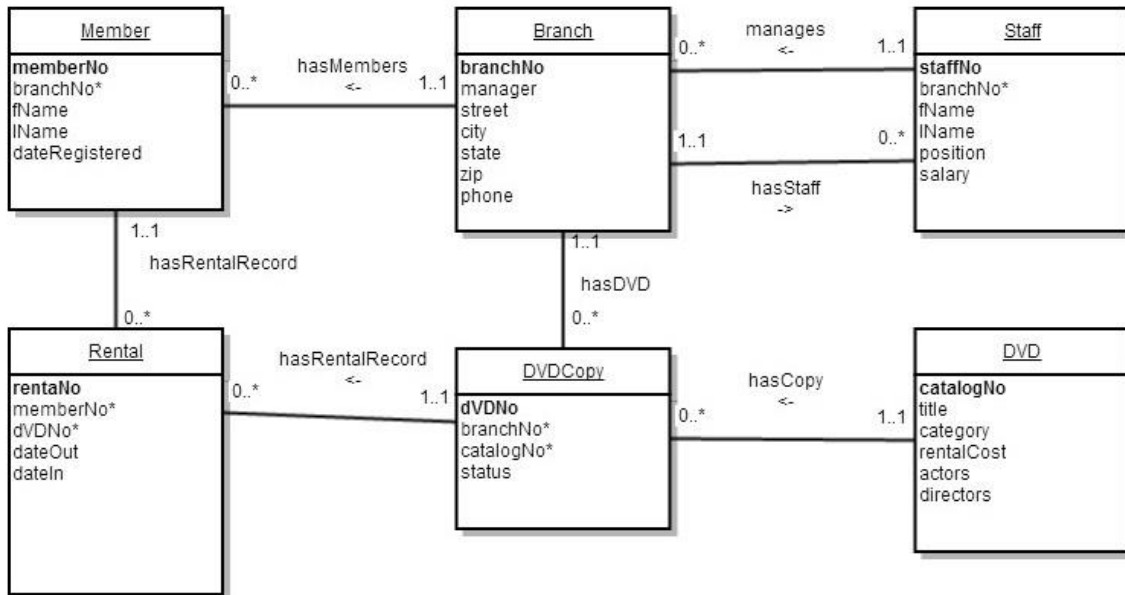 Member
memberNo
branchNo*
fName
lName
dateRegistered
0..*
hasMembers
<-
1..1
Branch
branchNo
manager
street
city
state
zip
phone
0..*
manages
<-
1..1
1..1
0..*
hasStaff
->
Staff
staffNo
branchNo*
fName
lName
position
salary
1..1
hasRentalRecord
0..*
1..1
hasDVD
0..*
Rental
rentaNo
memberNo*
dVDNo*
dateOut
dateIn
0..*
hasRentalRecord
<-
1..1
DVDCopy
dVDNo
branchNo*
catalogNo*
status
0..*
hasCopy
<-
1..1
DVD
catalogNo
title
category
rentalCost
actors
directors